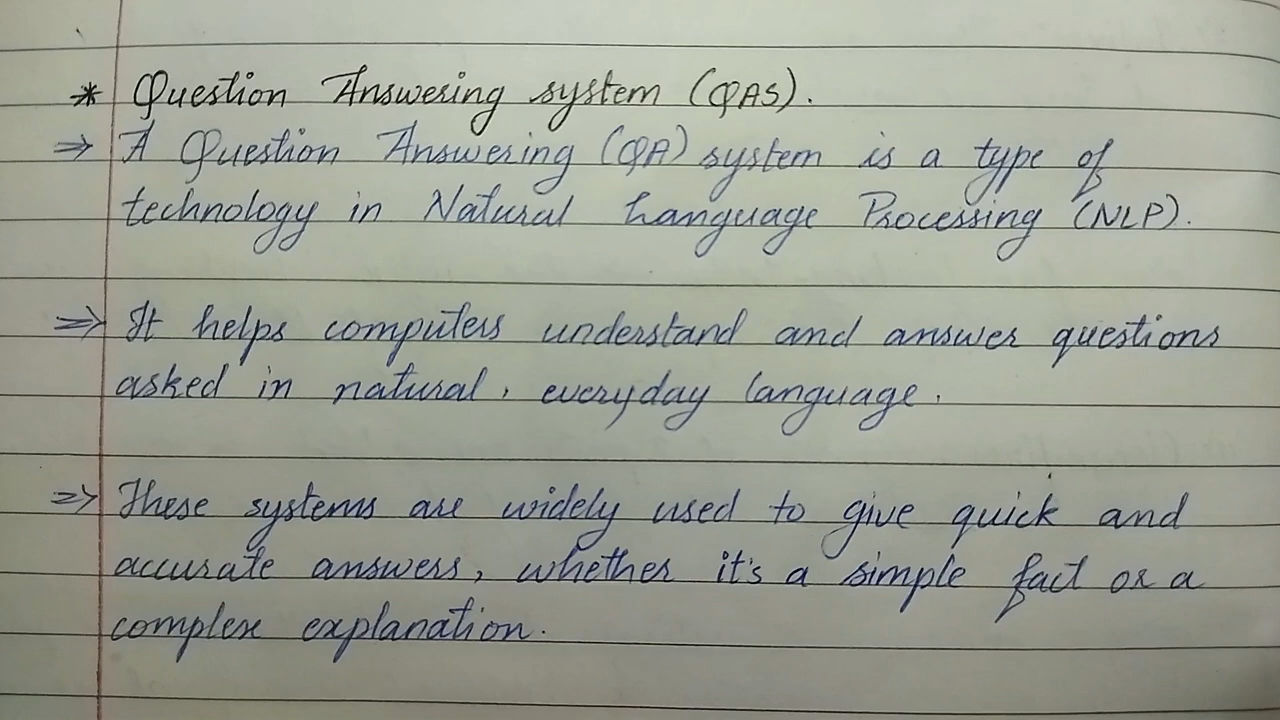 * Question Answering system (QAS).
⇒ A Question Answering (QA) system is a type of
technology in Natural Language Processing (NLP).
⇒ It helps computers understand and answer questions
asked in natural, everyday language.
⇒ These systems are widely used to give quick and
accurate answers, whether it's a simple fact or a
complex explanation.